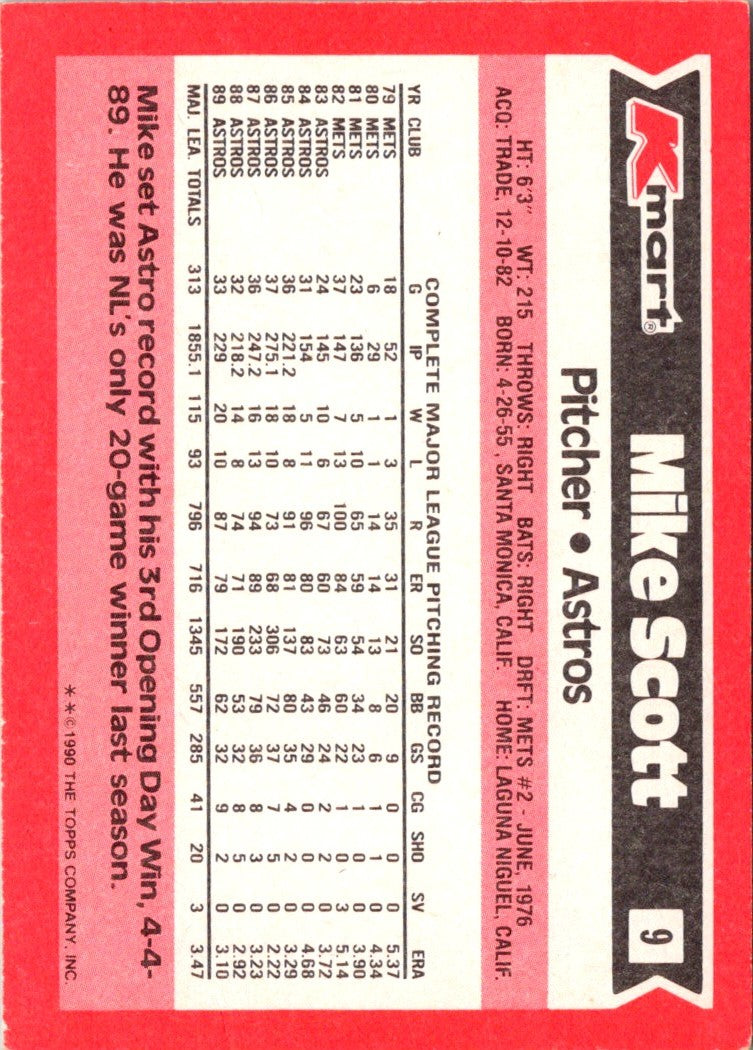 Kmart® Mike Scott 9
Pitcher • Astros
HT: 6'3" WT: 215 THROWS: RIGHT BATS: RIGHT DRFT: METS #2 - JUNE, 1976
ACQ: TRADE, 12-10-82 BORN: 4-26-55, SANTA MONICA, CALIF. HOME: LAGUNA NIGUEL, CALIF.
COMPLETE MAJOR LEAGUE PITCHING RECORD
YR CLUB G IP W L R ER SO BB GS CG SHO SV ERA
79 METS 18 52 1 3 35 31 21 20 9 0 0 0 5.37
80 METS 6 29 1 1 14 14 13 8 6 1 1 0 4.34
81 METS 23 136 5 10 65 59 54 34 23 1 0 0 3.90
82 METS 37 147 7 13 100 84 63 60 22 1 0 3 5.14
83 ASTROS 24 145 10 6 67 60 73 46 24 2 2 0 3.72
84 ASTROS 31 154 5 11 96 80 83 43 29 0 0 0 4.68
85 ASTROS 36 221.2 18 8 91 81 137 80 35 4 2 0 3.29
86 ASTROS 37 275.1 18 10 73 68 306 72 37 7 5 0 2.22
87 ASTROS 36 247.2 16 13 94 89 233 79 36 8 3 0 3.23
88 ASTROS 32 218.2 14 8 74 71 190 53 32 8 5 0 2.92
89 ASTROS 33 229 20 10 87 79 172 62 32 9 2 0 3.10
MAJ. LEA. TOTALS 313 1855.1 115 93 796 716 1345 557 285 41 20 3 3.47
Mike set Astro record with his 3rd Opening Day Win, 4-4-
89. He was NL's only 20-game winner last season.
**©1990 THE TOPPS COMPANY, INC.